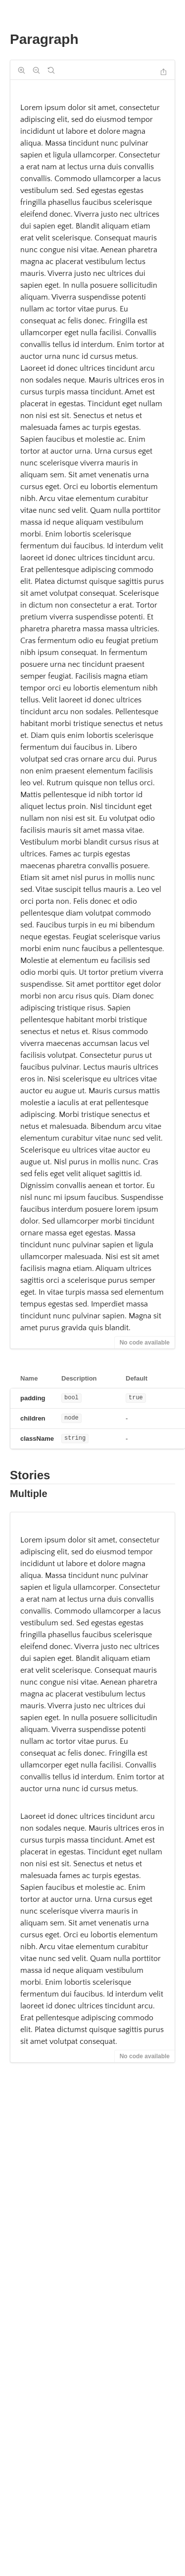 Paragraph
Lorem ipsum dolor sit amet, consectetur
adipiscing elit, sed do eiusmod tempor
incididunt ut labore et dolore magna
aliqua. Massa tincidunt nunc pulvinar
sapien et ligula ullamcorper. Consectetur
a erat nam at lectus urna duis convallis
convallis. Commodo ullamcorper a lacus
vestibulum sed. Sed egestas egestas
fringilla phasellus faucibus scelerisque
eleifend donec. Viverra justo nec ultrices
dui sapien eget. Blandit aliquam etiam
erat velit scelerisque. Consequat mauris
nunc congue nisi vitae. Aenean pharetra
magna ac placerat vestibulum lectus
mauris. Viverra justo nec ultrices dui
sapien eget. In nulla posuere sollicitudin
aliquam. Viverra suspendisse potenti
nullam ac tortor vitae purus. Eu
consequat ac felis donec. Fringilla est
ullamcorper eget nulla facilisi. Convallis
convallis tellus id interdum. Enim tortor at
auctor urna nunc id cursus metus.
Laoreet id donec ultrices tincidunt arcu
non sodales neque. Mauris ultrices eros in
cursus turpis massa tincidunt. Amet est
placerat in egestas. Tincidunt eget nullam
non nisi est sit. Senectus et netus et
malesuada fames ac turpis egestas.
Sapien faucibus et molestie ac. Enim
tortor at auctor urna. Urna cursus eget
nunc scelerisque viverra mauris in
aliquam sem. Sit amet venenatis urna
cursus eget. Orci eu lobortis elementum
nibh. Arcu vitae elementum curabitur
vitae nunc sed velit. Quam nulla porttitor
massa id neque aliquam vestibulum
morbi. Enim lobortis scelerisque
fermentum dui faucibus. Id interdum velit
laoreet id donec ultrices tincidunt arcu.
Erat pellentesque adipiscing commodo
elit. Platea dictumst quisque sagittis purus
sit amet volutpat consequat. Scelerisque
in dictum non consectetur a erat. Tortor
pretium viverra suspendisse potenti. Et
pharetra pharetra massa massa ultricies.
Cras fermentum odio eu feugiat pretium
nibh ipsum consequat. In fermentum
posuere urna nec tincidunt praesent
semper feugiat. Facilisis magna etiam
tempor orci eu lobortis elementum nibh
tellus. Velit laoreet id donec ultrices
tincidunt arcu non sodales. Pellentesque
habitant morbi tristique senectus et netus
et. Diam quis enim lobortis scelerisque
fermentum dui faucibus in. Libero
volutpat sed cras ornare arcu dui. Purus
non enim praesent elementum facilisis
leo vel. Rutrum quisque non tellus orci.
Mattis pellentesque id nibh tortor id
aliquet lectus proin. Nisl tincidunt eget
nullam non nisi est sit. Eu volutpat odio
facilisis mauris sit amet massa vitae.
Vestibulum morbi blandit cursus risus at
ultrices. Fames ac turpis egestas
maecenas pharetra convallis posuere.
Etiam sit amet nisl purus in mollis nunc
sed. Vitae suscipit tellus mauris a. Leo vel
orci porta non. Felis donec et odio
pellentesque diam volutpat commodo
sed. Faucibus turpis in eu mi bibendum
neque egestas. Feugiat scelerisque varius
morbi enim nunc faucibus a pellentesque.
Molestie at elementum eu facilisis sed
odio morbi quis. Ut tortor pretium viverra
suspendisse. Sit amet porttitor eget dolor
morbi non arcu risus quis. Diam donec
adipiscing tristique risus. Sapien
pellentesque habitant morbi tristique
senectus et netus et. Risus commodo
viverra maecenas accumsan lacus vel
facilisis volutpat. Consectetur purus ut
faucibus pulvinar. Lectus mauris ultrices
eros in. Nisi scelerisque eu ultrices vitae
auctor eu augue ut. Mauris cursus mattis
molestie a iaculis at erat pellentesque
adipiscing. Morbi tristique senectus et
netus et malesuada. Bibendum arcu vitae
elementum curabitur vitae nunc sed velit.
Scelerisque eu ultrices vitae auctor eu
augue ut. Nisl purus in mollis nunc. Cras
sed felis eget velit aliquet sagittis id.
Dignissim convallis aenean et tortor. Eu
nisl nunc mi ipsum faucibus. Suspendisse
faucibus interdum posuere lorem ipsum
dolor. Sed ullamcorper morbi tincidunt
ornare massa eget egestas. Massa
tincidunt nunc pulvinar sapien et ligula
ullamcorper malesuada. Nisi est sit amet
facilisis magna etiam. Aliquam ultrices
sagittis orci a scelerisque purus semper
eget. In vitae turpis massa sed elementum
tempus egestas sed. Imperdiet massa
tincidunt nunc pulvinar sapien. Magna sit
amet purus gravida quis blandit.
No code available
Name Description Default
padding bool true
children node -
className string -
Stories
Multiple
Lorem ipsum dolor sit amet, consectetur
adipiscing elit, sed do eiusmod tempor
incididunt ut labore et dolore magna
aliqua. Massa tincidunt nunc pulvinar
sapien et ligula ullamcorper. Consectetur
a erat nam at lectus urna duis convallis
convallis. Commodo ullamcorper a lacus
vestibulum sed. Sed egestas egestas
fringilla phasellus faucibus scelerisque
eleifend donec. Viverra justo nec ultrices
dui sapien eget. Blandit aliquam etiam
erat velit scelerisque. Consequat mauris
nunc congue nisi vitae. Aenean pharetra
magna ac placerat vestibulum lectus
mauris. Viverra justo nec ultrices dui
sapien eget. In nulla posuere sollicitudin
aliquam. Viverra suspendisse potenti
nullam ac tortor vitae purus. Eu
consequat ac felis donec. Fringilla est
ullamcorper eget nulla facilisi. Convallis
convallis tellus id interdum. Enim tortor at
auctor urna nunc id cursus metus.
Laoreet id donec ultrices tincidunt arcu
non sodales neque. Mauris ultrices eros in
cursus turpis massa tincidunt. Amet est
placerat in egestas. Tincidunt eget nullam
non nisi est sit. Senectus et netus et
malesuada fames ac turpis egestas.
Sapien faucibus et molestie ac. Enim
tortor at auctor urna. Urna cursus eget
nunc scelerisque viverra mauris in
aliquam sem. Sit amet venenatis urna
cursus eget. Orci eu lobortis elementum
nibh. Arcu vitae elementum curabitur
vitae nunc sed velit. Quam nulla porttitor
massa id neque aliquam vestibulum
morbi. Enim lobortis scelerisque
fermentum dui faucibus. Id interdum velit
laoreet id donec ultrices tincidunt arcu.
Erat pellentesque adipiscing commodo
elit. Platea dictumst quisque sagittis purus
sit amet volutpat consequat.
No code available